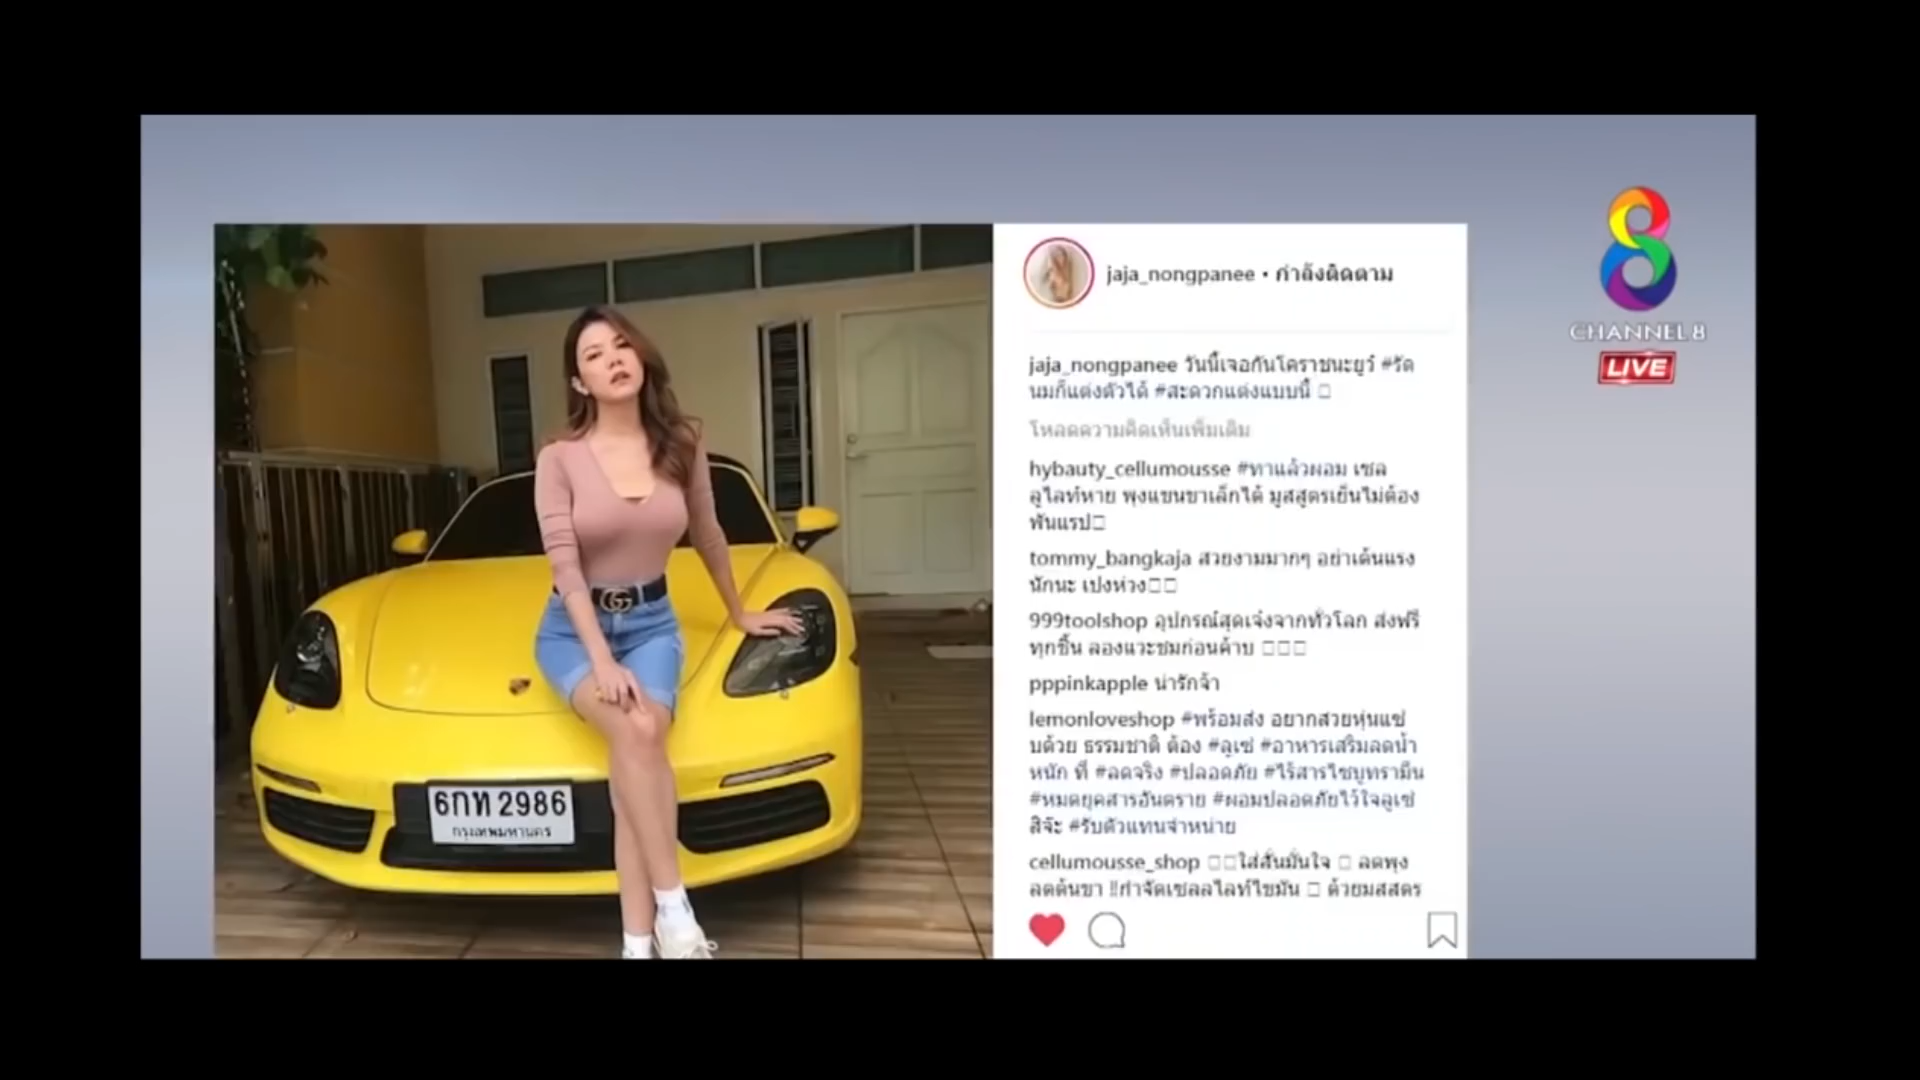 jaja_nongpanee • กำลังติดตาม
jaja_nongpanee วันนี้เจอกันโคราชนะยูว์ #รัด
นมก็แต่งตัวได้ #สะดวกแต่งแบบนี้
โหลดความคิดเห็นเพิ่มเติม
hybauty_cellumousse #ทาแล้วผอม เซล
ลูไลท์หาย พุงแขนขาเล็กได้ มูสสูตรเย็นไม่ต้อง
พันแรป
tommy_bangkaja สวยงามมากๆ อย่าเต้นแรง
นักนะ เปงห่วง
999toolshop อุปกรณ์สุดเจ๋งจากทั่วโลก ส่งฟรี
ทุกชิ้น ลองแวะชมก่อนค้าบ
pppinkapple น่ารักจ้า
lemonloveshop #พร้อมส่ง อยากสวยหุ่นแซ่
บด้วย ธรรมชาติ ต้อง #ลูเซ่ #อาหารเสริมลดน้ำ
หนัก ที่ #ลดจริง #ปลอดภัย #ไร้สารไซบูทรามีน
#หมดยุคสารอันตราย #ผอมปลอดภัยไว้ใจลูเซ่
สิจ๊ะ #รับตัวแทนจำหน่าย
cellumousse_shop ใส่สั้นมั่นใจ ลดพุง
ลดต้นขา !!กำจัดเซลลูไลท์ไขมัน ด้วยมูสสูตร
CHANNEL 8
LIVE
6กท 2986
กรุงเทพมหานคร